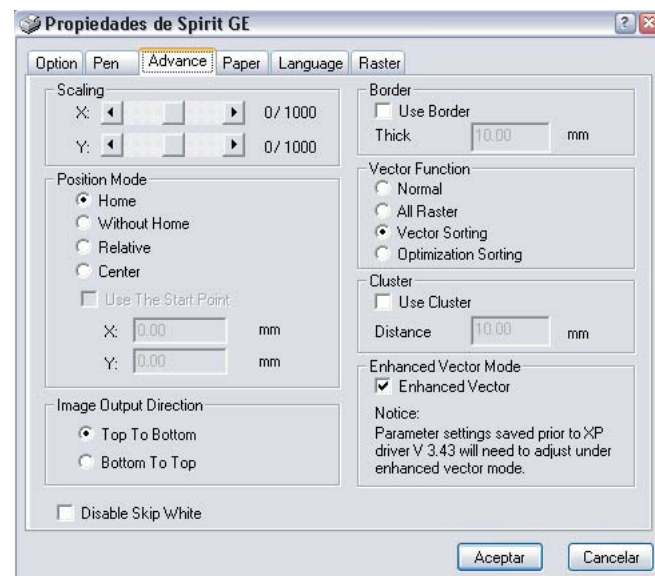 Propiedades de Spirit GE
Option Pen Advance Paper Language Raster
Scaling
X: 0/1000
Y: 0/1000
Position Mode
Home
Without Home
Relative
Center
Use The Start Point
X: 0.00 mm
Y: 0.00 mm
Image Output Direction
Top To Bottom
Bottom To Top
Disable Skip White
Border
Use Border
Thick 10.00 mm
Vector Function
Normal
All Raster
Vector Sorting
Optimization Sorting
Cluster
Use Cluster
Distance 10.00 mm
Enhanced Vector Mode
Enhanced Vector
Notice:
Parameter settings saved prior to XP
driver V 3.43 will need to adjust under
enhanced vector mode.
Aceptar Cancelar